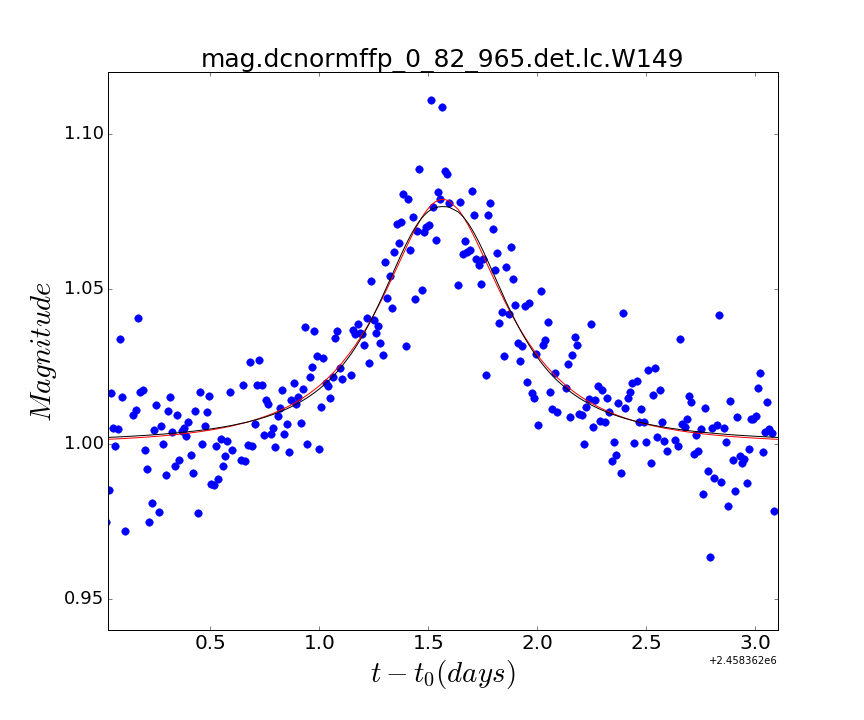 mag.dcnormffp_0_82_965.det.lc.W149
1.10
1.05
1.00
0.95
Magnitude
0.5 1.0 1.5 2.0 2.5 3.0
+2.458362e6
t − t₀(days)